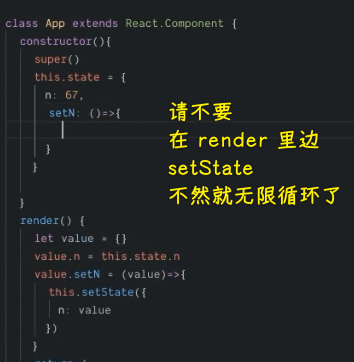 class App extends React.Component {
constructor(){
super()
this.state = {
n: 67,
setN: ()=>{
}
}
}
render() {
let value = {}
value.n = this.state.n
value.setN = (value)=>{
this.setState({
n: value
})
}
请不要
在 render 里边
setState
不然就无限循环了